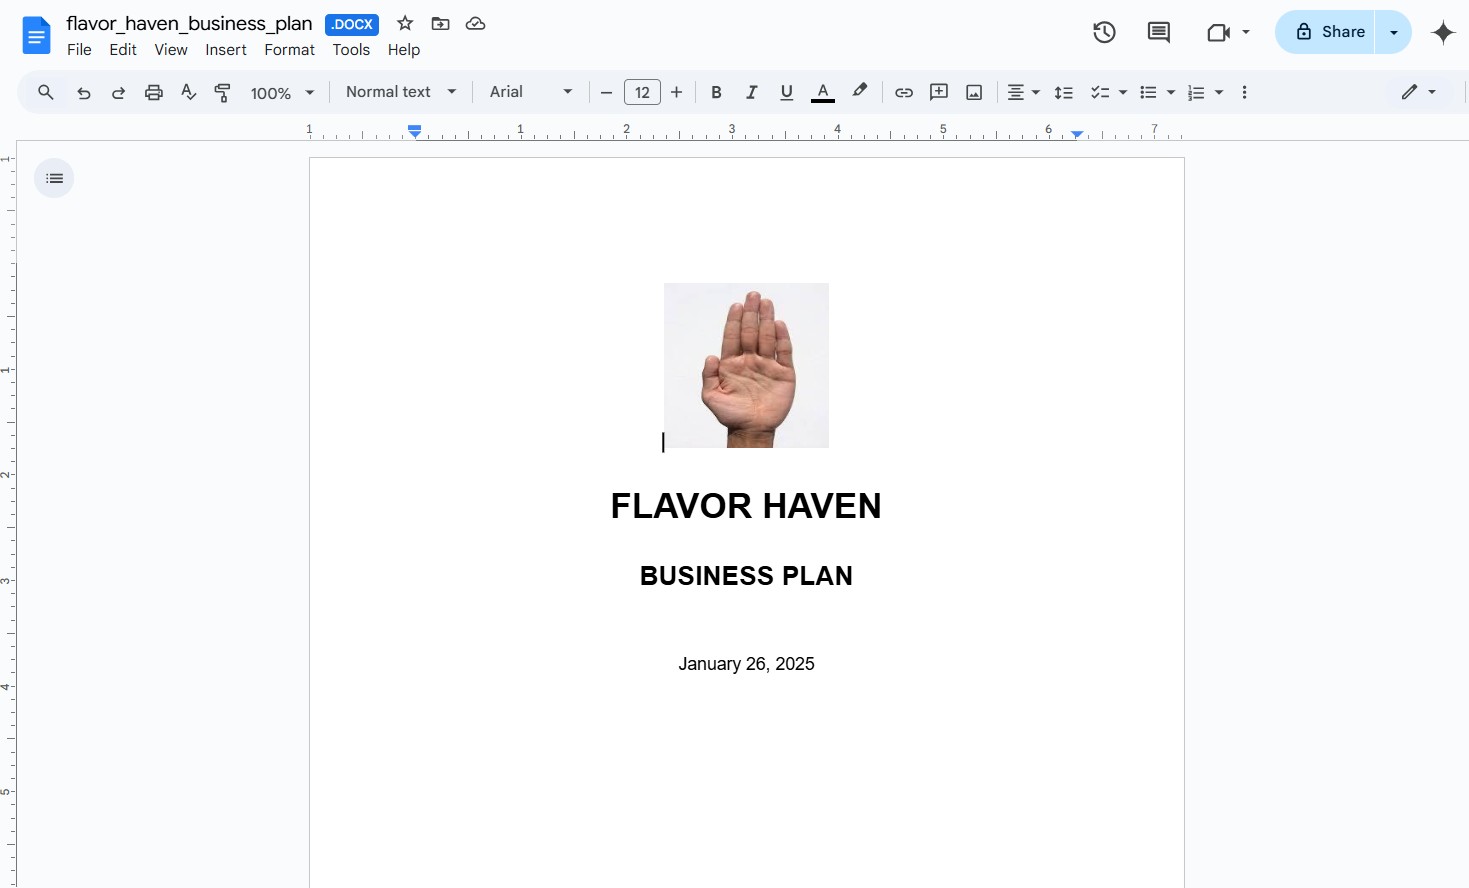 flavor_haven_business_plan .DOCX
File Edit View Insert Format Tools Help
Share
100% Normal text Arial 12 B I U A
1 1 2 3 4 5 6 7
1
1
2
3
4
5
FLAVOR HAVEN
BUSINESS PLAN
January 26, 2025